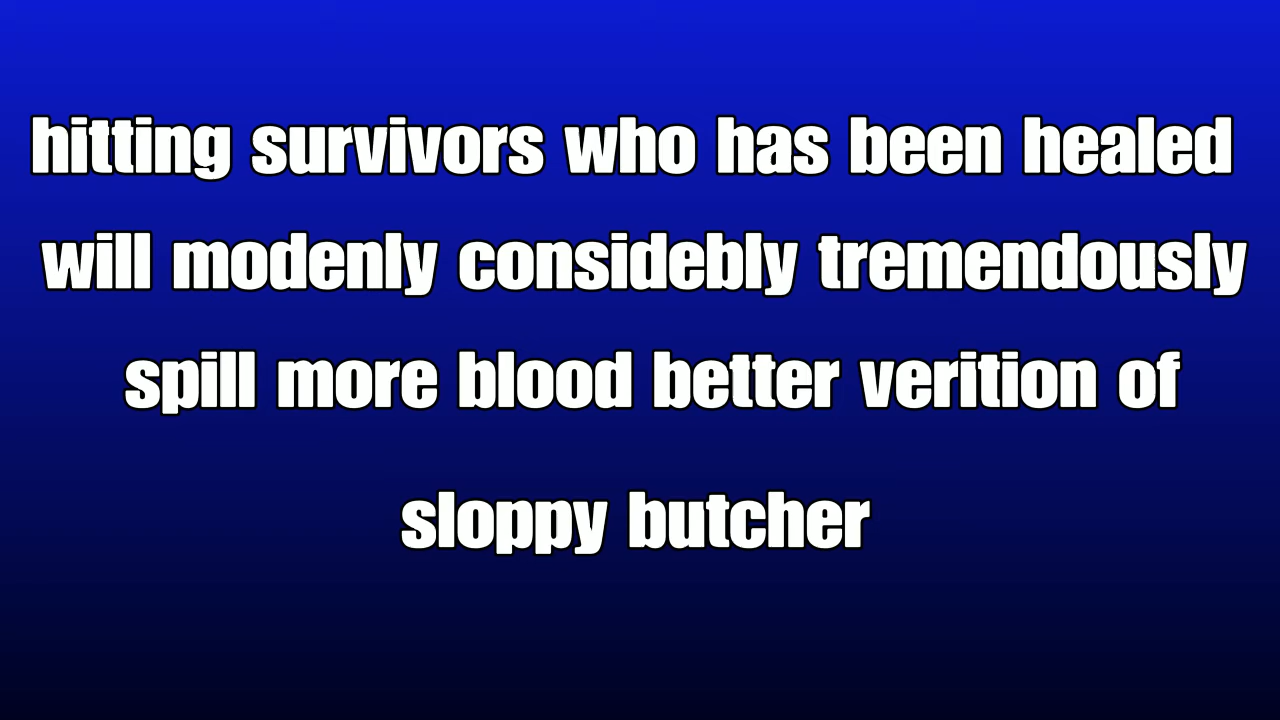 hitting survivors who has been healed
will modenly considebly tremendously
spill more blood better verition of
sloppy butcher